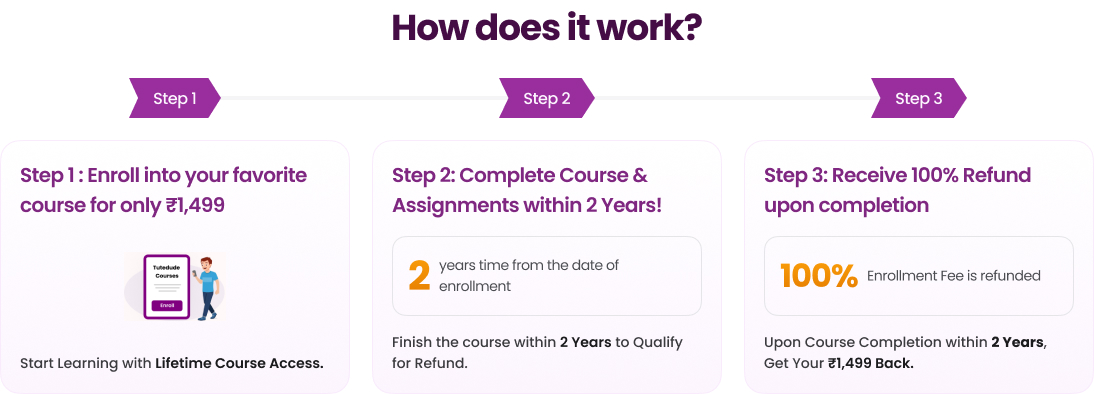 How does it work?
Step 1
Step 2
Step 3
Step 1 : Enroll into your favorite
course for only ₹1,499
Tutedude
Courses
Enroll
Start Learning with Lifetime Course Access.
Step 2: Complete Course &
Assignments within 2 Years!
2 years time from the date of
enrollment
Finish the course within 2 Years to Qualify
for Refund.
Step 3: Receive 100% Refund
upon completion
100% Enrollment Fee is refunded
Upon Course Completion within 2 Years,
Get Your ₹1,499 Back.